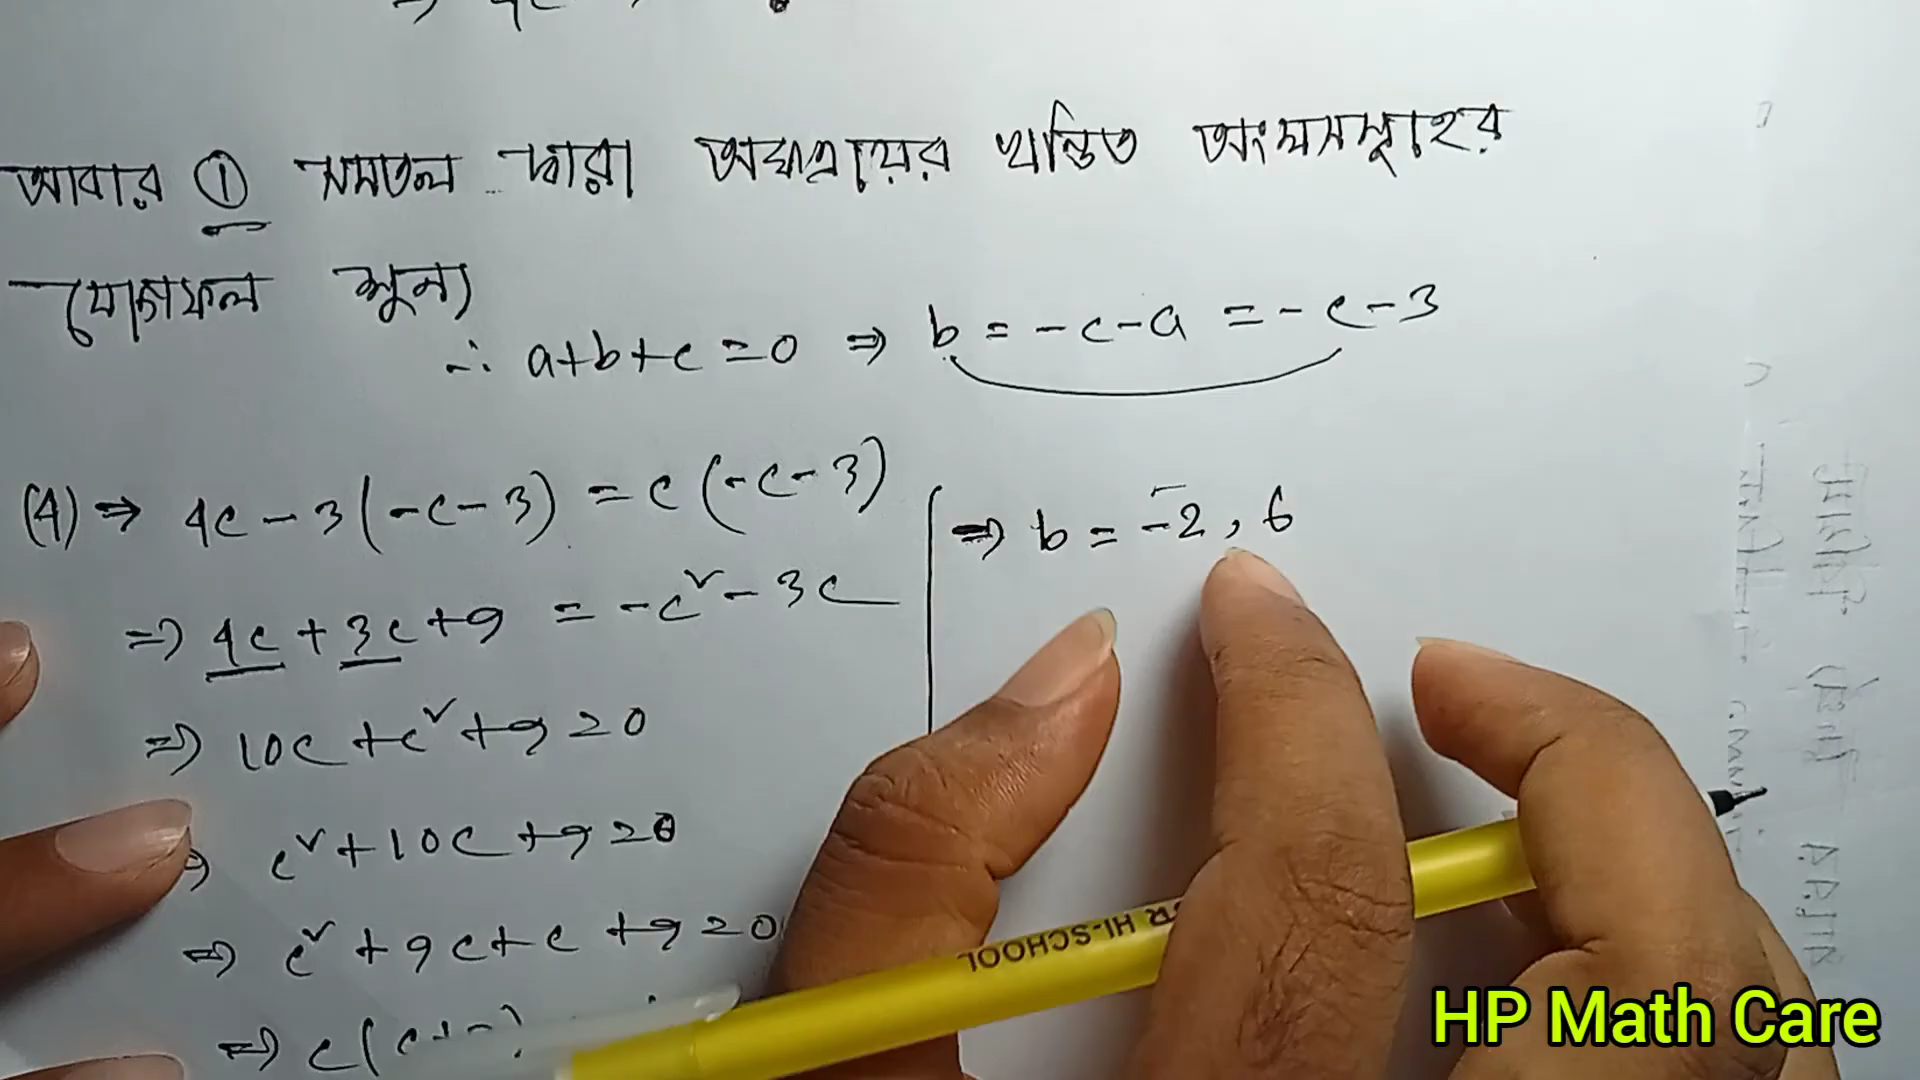 আবার ① সমতল দ্বারা অক্ষত্রয়ের খন্ডিত অংশসমূহের
যোগফল শূন্য
∴ a+b+c=0 ⇒ b = -c-a = -c-3
(4) ⇒ 4c-3(-c-3) = c(-c-3)
⇒ 4c+3c+9 = -c² - 3c
⇒ 10c+c²+9=0
⇒ c²+10c+9=0
⇒ c²+9c+c+9=0
⇒ c(c+
⇒ b = -2, 6
R HI-SCHOOL
HP Math Care